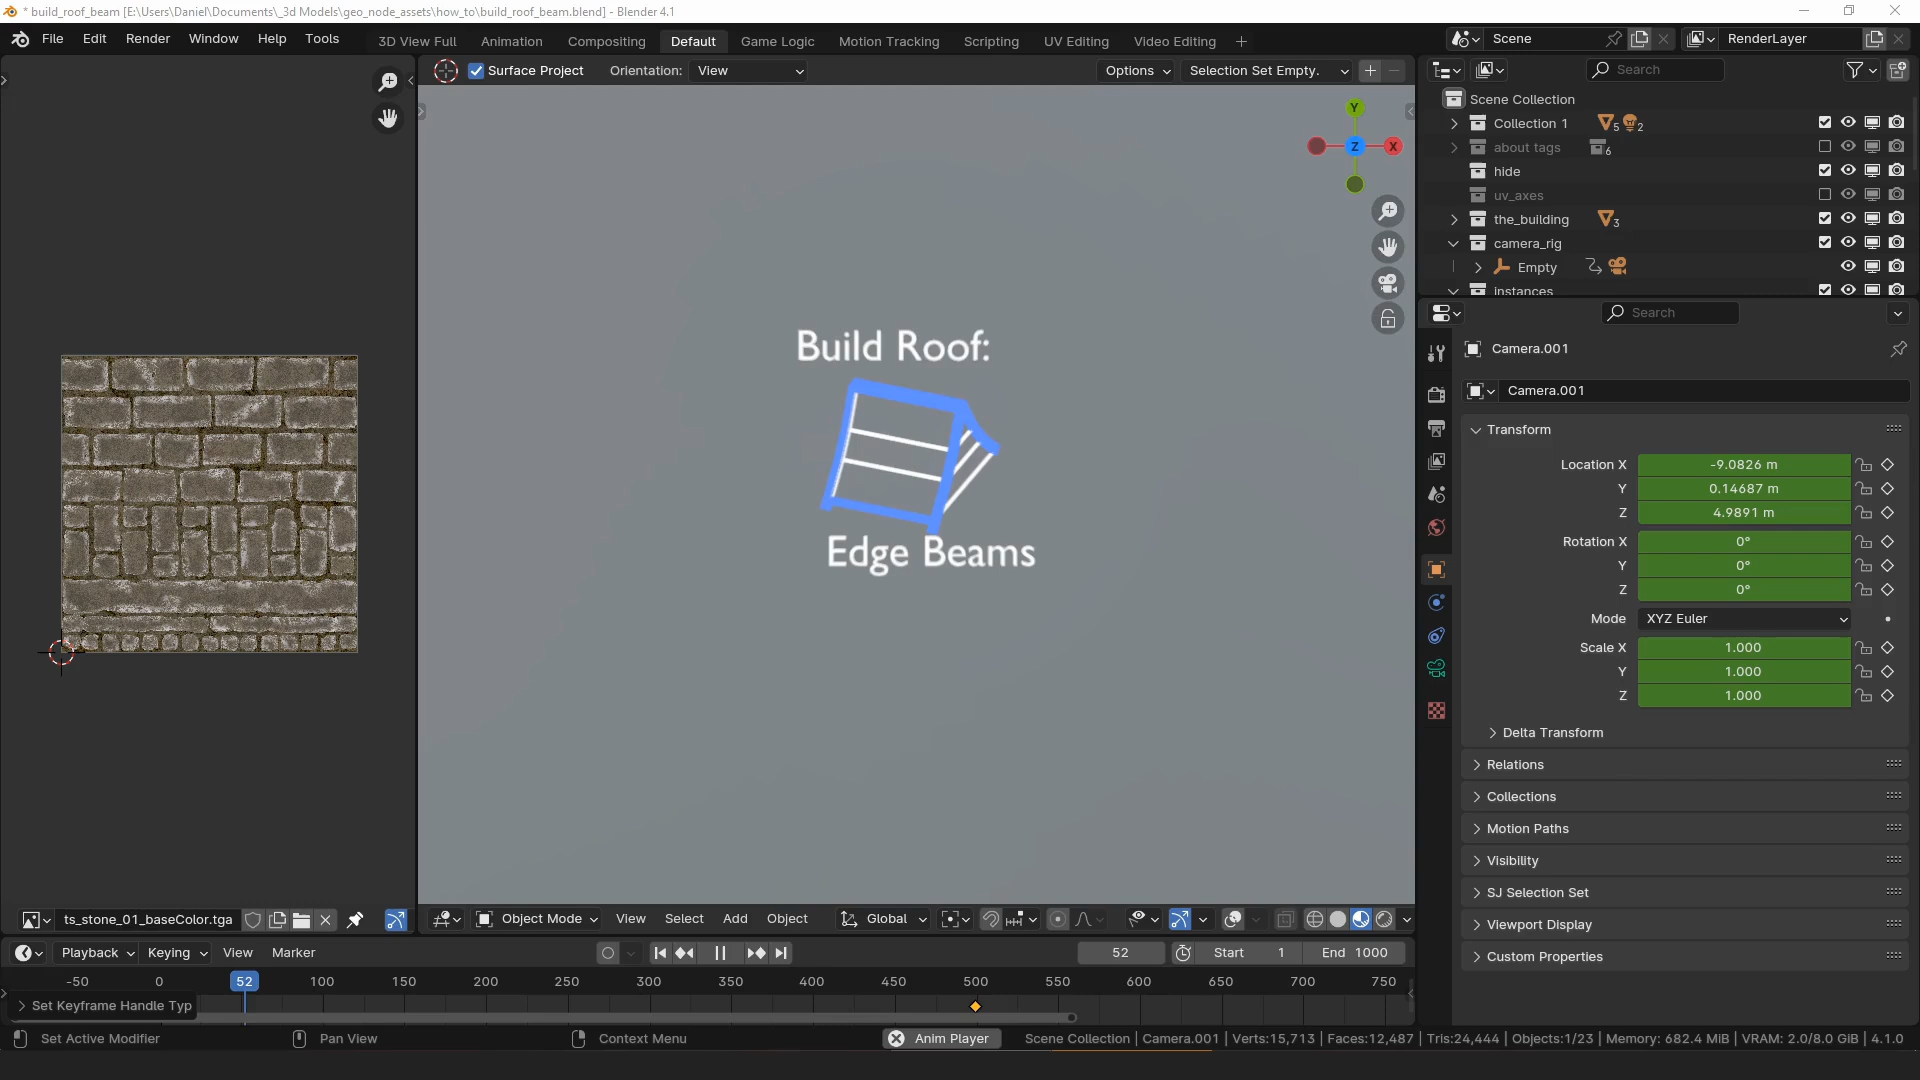 * build_roof_beam [E:\Users\Daniel\Documents\_3d Models\geo_node_assets\how_to\build_roof_beam.blend] - Blender 4.1
File Edit Render Window Help Tools
3D View Full Animation Compositing Default Game Logic Motion Tracking Scripting UV Editing Video Editing
Scene
RenderLayer
Surface Project Orientation: View
Options Selection Set Empty.
Search
Scene Collection
Collection 1 5 2
about tags 6
hide
uv_axes
the_building 3
camera_rig
Empty
instances
Y
Z X
Build Roof:
Edge Beams
Search
Camera.001
Camera.001
Transform
Location X -9.0826 m
Y 0.14687 m
Z 4.9891 m
Rotation X 0°
Y 0°
Z 0°
Mode XYZ Euler
Scale X 1.000
Y 1.000
Z 1.000
Delta Transform
Relations
Collections
Motion Paths
Visibility
SJ Selection Set
Viewport Display
Custom Properties
ts_stone_01_baseColor.tga
Object Mode View Select Add Object Global
Playback Keying View Marker
52 Start 1 End 1000
-50 0 52 100 150 200 250 300 350 400 450 500 550 600 650 700 750
Set Keyframe Handle Typ
Set Active Modifier Pan View Context Menu Anim Player Scene Collection | Camera.001 | Verts:15,713 | Faces:12,487 | Tris:24,444 | Objects:1/23 | Memory: 682.4 MiB | VRAM: 2.0/8.0 GiB | 4.1.0